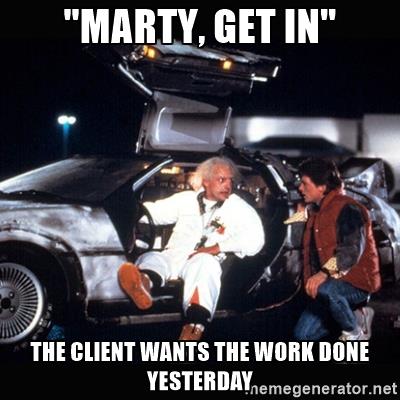 "MARTY, GET IN"
THE CLIENT WANTS THE WORK DONE
YESTERDAY
memegenerator.net